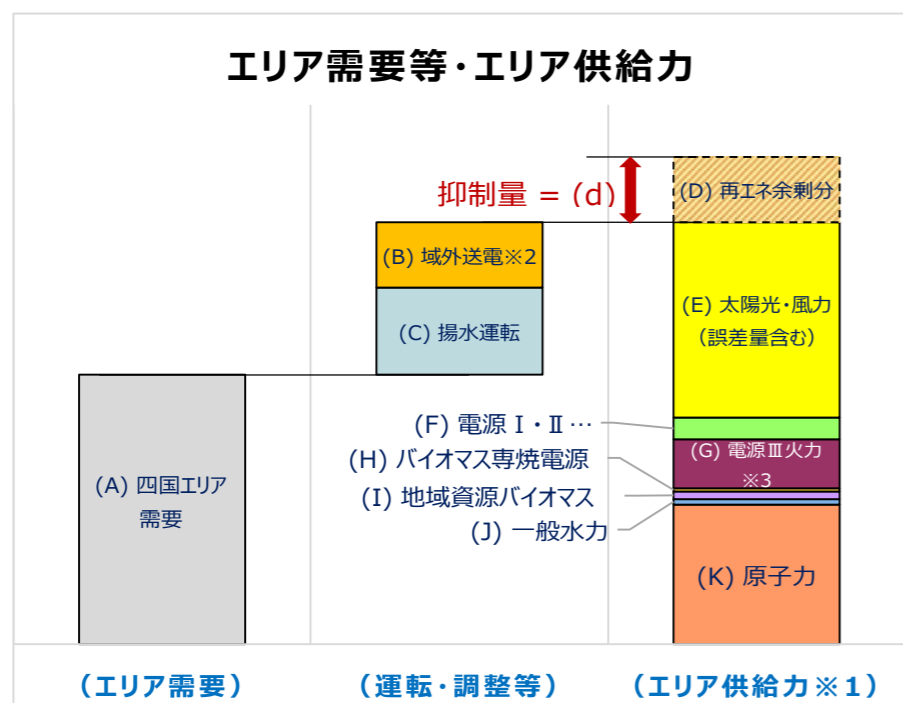 エリア需要等・エリア供給力
抑制量 = (d)
(D) 再エネ余剰分
(B) 域外送電※2
(E) 太陽光・風力
（誤差量含む）
(C) 揚水運転
(F) 電源 Ⅰ・Ⅱ …
(G) 電源Ⅲ火力
※3
(H) バイオマス専焼電源
(I) 地域資源バイオマス
(J) 一般水力
(A) 四国エリア
需要
(K) 原子力
（エリア需要）
（運転・調整等）
（エリア供給力※１）